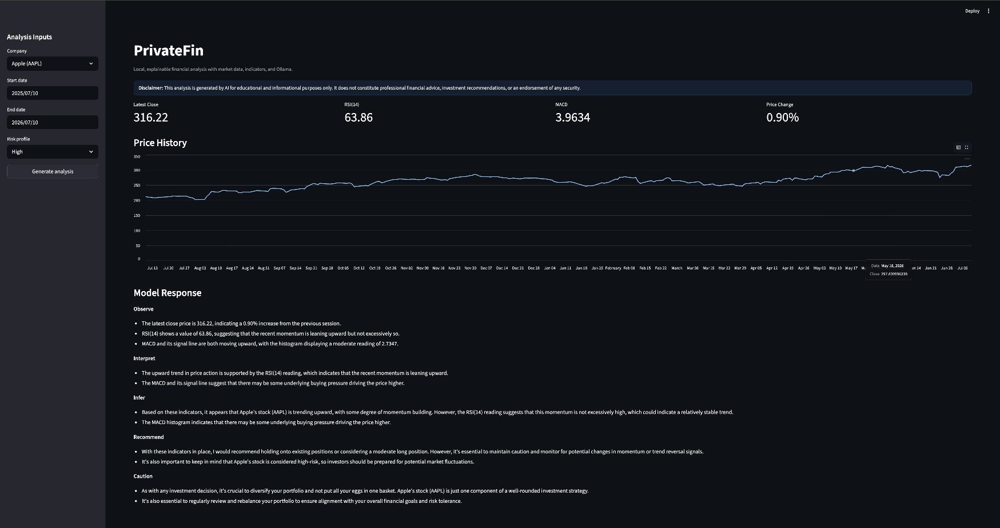 Deploy
Analysis Inputs
Company
Apple (AAPL)
Start date
2025/07/10
End date
2026/07/10
Risk profile
High
Generate analysis
PrivateFin
Local, explainable financial analysis with market data, indicators, and Ollama.
Disclaimer: This analysis is generated by AI for educational and informational purposes only. It does not constitute professional financial advice, investment recommendations, or an endorsement of any security.
Latest Close RSI(14) MACD Price Change
316.22 63.86 3.9634 0.90%
Price History
350
300
250
200
150
100
50
0
Jul 13 Jul 20 Jul 27 Aug 03 Aug 10 Aug 17 Aug 24 Aug 31 Sep 07 Sep 14 Sep 21 Sep 28 Oct 05 Oct 12 Oct 19 Oct 26 Nov 02 Nov 09 Nov 16 Nov 23 Nov 30 Dec 07 Dec 14 Dec 21 Dec 28 Jan 04 Jan 11 Jan 18 Jan 25 February Feb 08 Feb 15 Feb 22 March Mar 08 Mar 15 Mar 22 Mar 29 Apr 05 Apr 12 Apr 19 Apr 26 May 03 May 10 May 17 14 Jun 21 Jun 28 Jul 05
Date May 18, 2026
Close 297.839996338
Model Response
Observe
• The latest close price is 316.22, indicating a 0.90% increase from the previous session.
• RSI(14) shows a value of 63.86, suggesting that the recent momentum is leaning upward but not excessively so.
• MACD and its signal line are both moving upward, with the histogram displaying a moderate reading of 2.7347.
Interpret
• The upward trend in price action is supported by the RSI(14) reading, which indicates that the recent momentum is leaning upward.
• The MACD and its signal line suggest that there may be some underlying buying pressure driving the price higher.
Infer
• Based on these indicators, it appears that Apple's stock (AAPL) is trending upward, with some degree of momentum building. However, the RSI(14) reading suggests that this momentum is not excessively high, which could indicate a relatively stable trend.
• The MACD histogram indicates that there may be some underlying buying pressure driving the price higher.
Recommend
• With these indicators in place, I would recommend holding onto existing positions or considering a moderate long position. However, it's essential to maintain caution and monitor for potential changes in momentum or trend reversal signals.
• It's also important to keep in mind that Apple's stock is considered high-risk, so investors should be prepared for potential market fluctuations.
Caution
• As with any investment decision, it's crucial to diversify your portfolio and not put all your eggs in one basket. Apple's stock (AAPL) is just one component of a well-rounded investment strategy.
• It's also essential to regularly review and rebalance your portfolio to ensure alignment with your overall financial goals and risk tolerance.